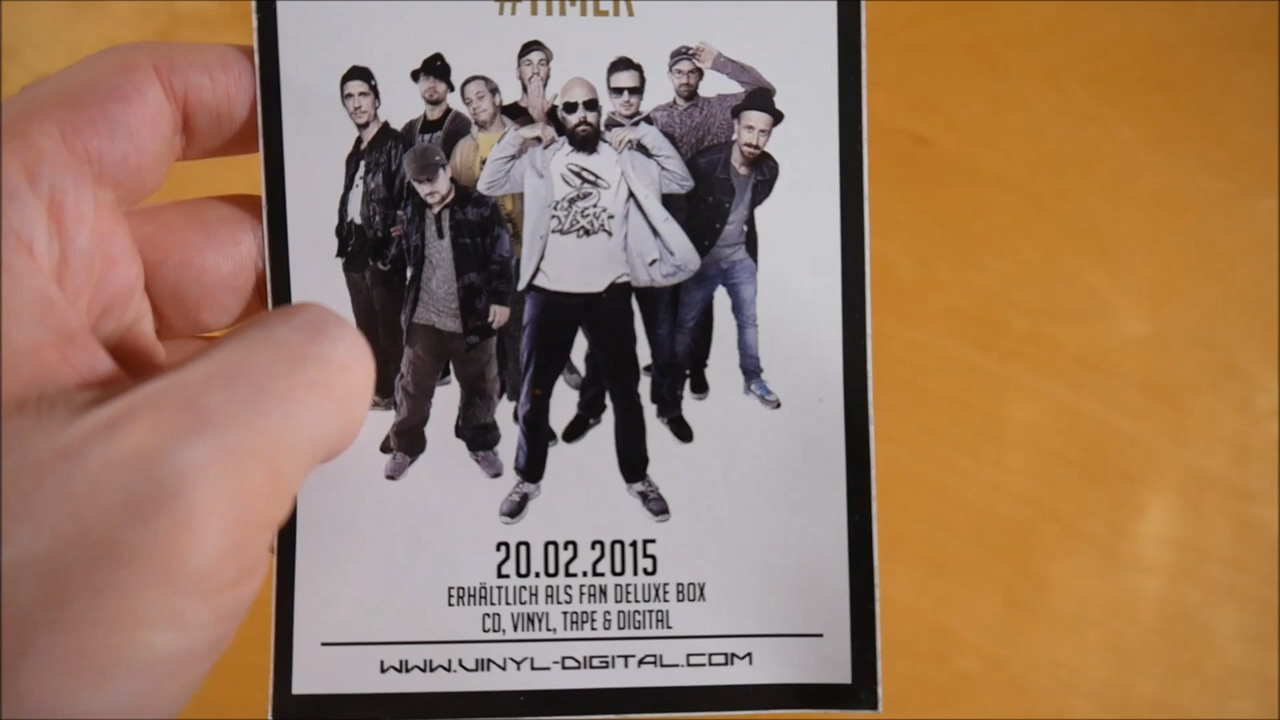 20.02.2015
ERHÄLTLICH ALS FAN DELUXE BOX
CD, VINYL, TAPE & DIGITAL
WWW.VINYL-DIGITAL.COM